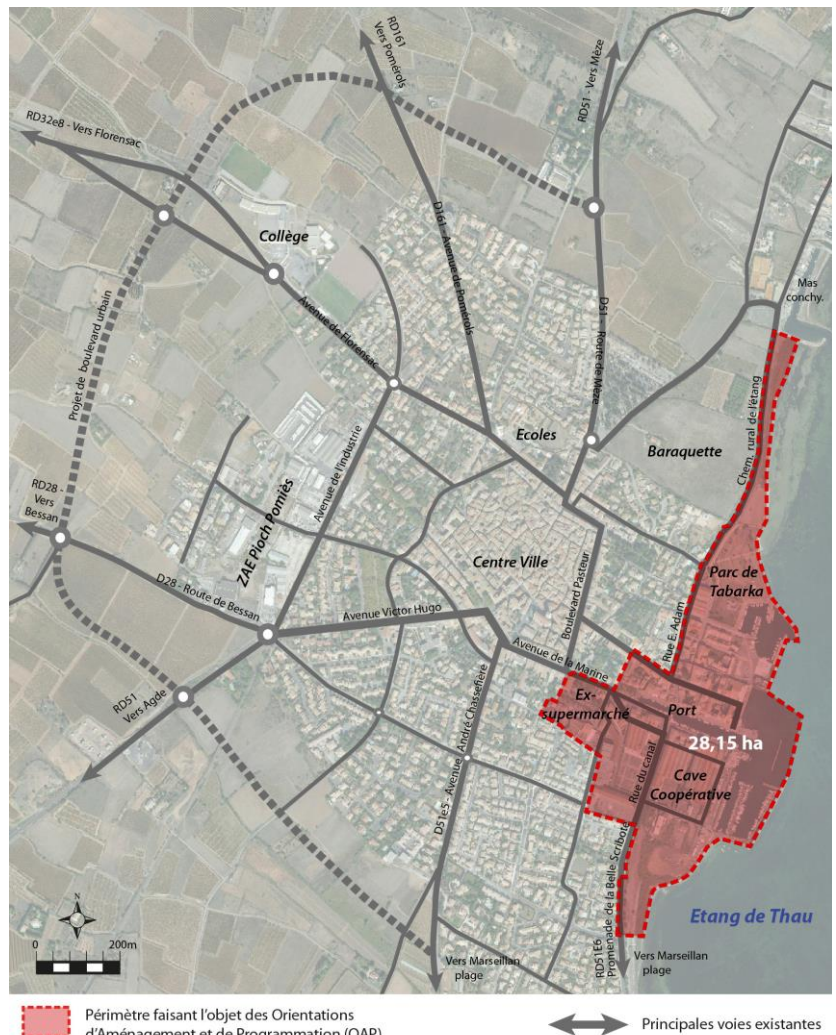 RD161
Vers Pomérols
RD51 - Vers Mèze
RD32e8 - Vers Florensac
Collège
D161 - Avenue de Pomérols
Mas
conchy.
Avenue de Florensac
D51 - Route de Mèze
Projet de boulevard urbain
Chem. rural de l'étang
Ecoles
Baraquette
Avenue de l'industrie
RD28 -
Vers
Bessan
ZAE Ploch Pomiès
Centre Ville
Parc de
Tabarka
D28 - Route de Bessan
Boulevard Pasteur
Rue E. Adam
Avenue Victor Hugo
Avenue de la Marine
RD51
Vers Agde
Ex-
supermarché
Port
28,15 ha
D51e5 - Avenue André Chassefière
Rue du canal
Cave
Coopérative
N
0 200m
RD51E6
Promenade de la Belle Scribote
Etang de Thau
Vers Marseillan
plage
Vers Marseillan
plage
Périmètre faisant l'objet des Orientations
d'Aménagement et de Programmation (OAP)
Principales voies existantes